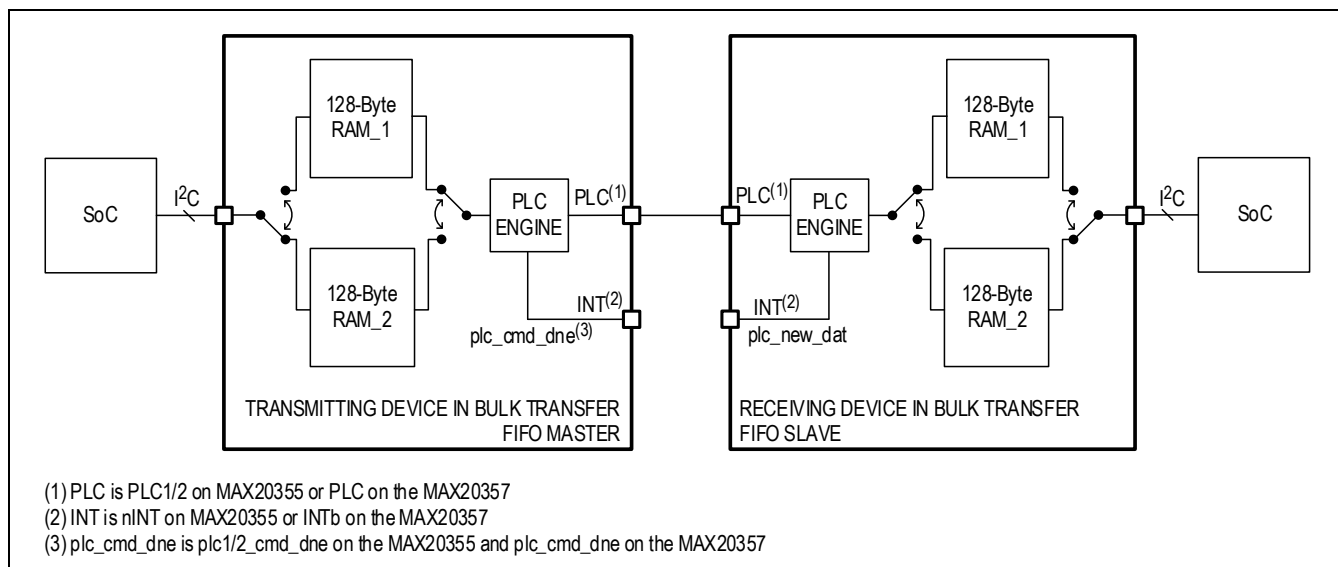 128-Byte
RAM_1
128-Byte
RAM_1
SoC
I²C
PLC
ENGINE
PLC(1)
PLC(1)
PLC
ENGINE
I²C
SoC
128-Byte
RAM_2
INT(2)
plc_cmd_dne(3)
INT(2)
plc_new_dat
128-Byte
RAM_2
TRANSMITTING DEVICE IN BULK TRANSFER
FIFO MASTER
RECEIVING DEVICE IN BULK TRANSFER
FIFO SLAVE
(1) PLC is PLC1/2 on MAX20355 or PLC on the MAX20357
(2) INT is nINT on MAX20355 or INTb on the MAX20357
(3) plc_cmd_dne is plc1/2_cmd_dne on the MAX20355 and plc_cmd_dne on the MAX20357